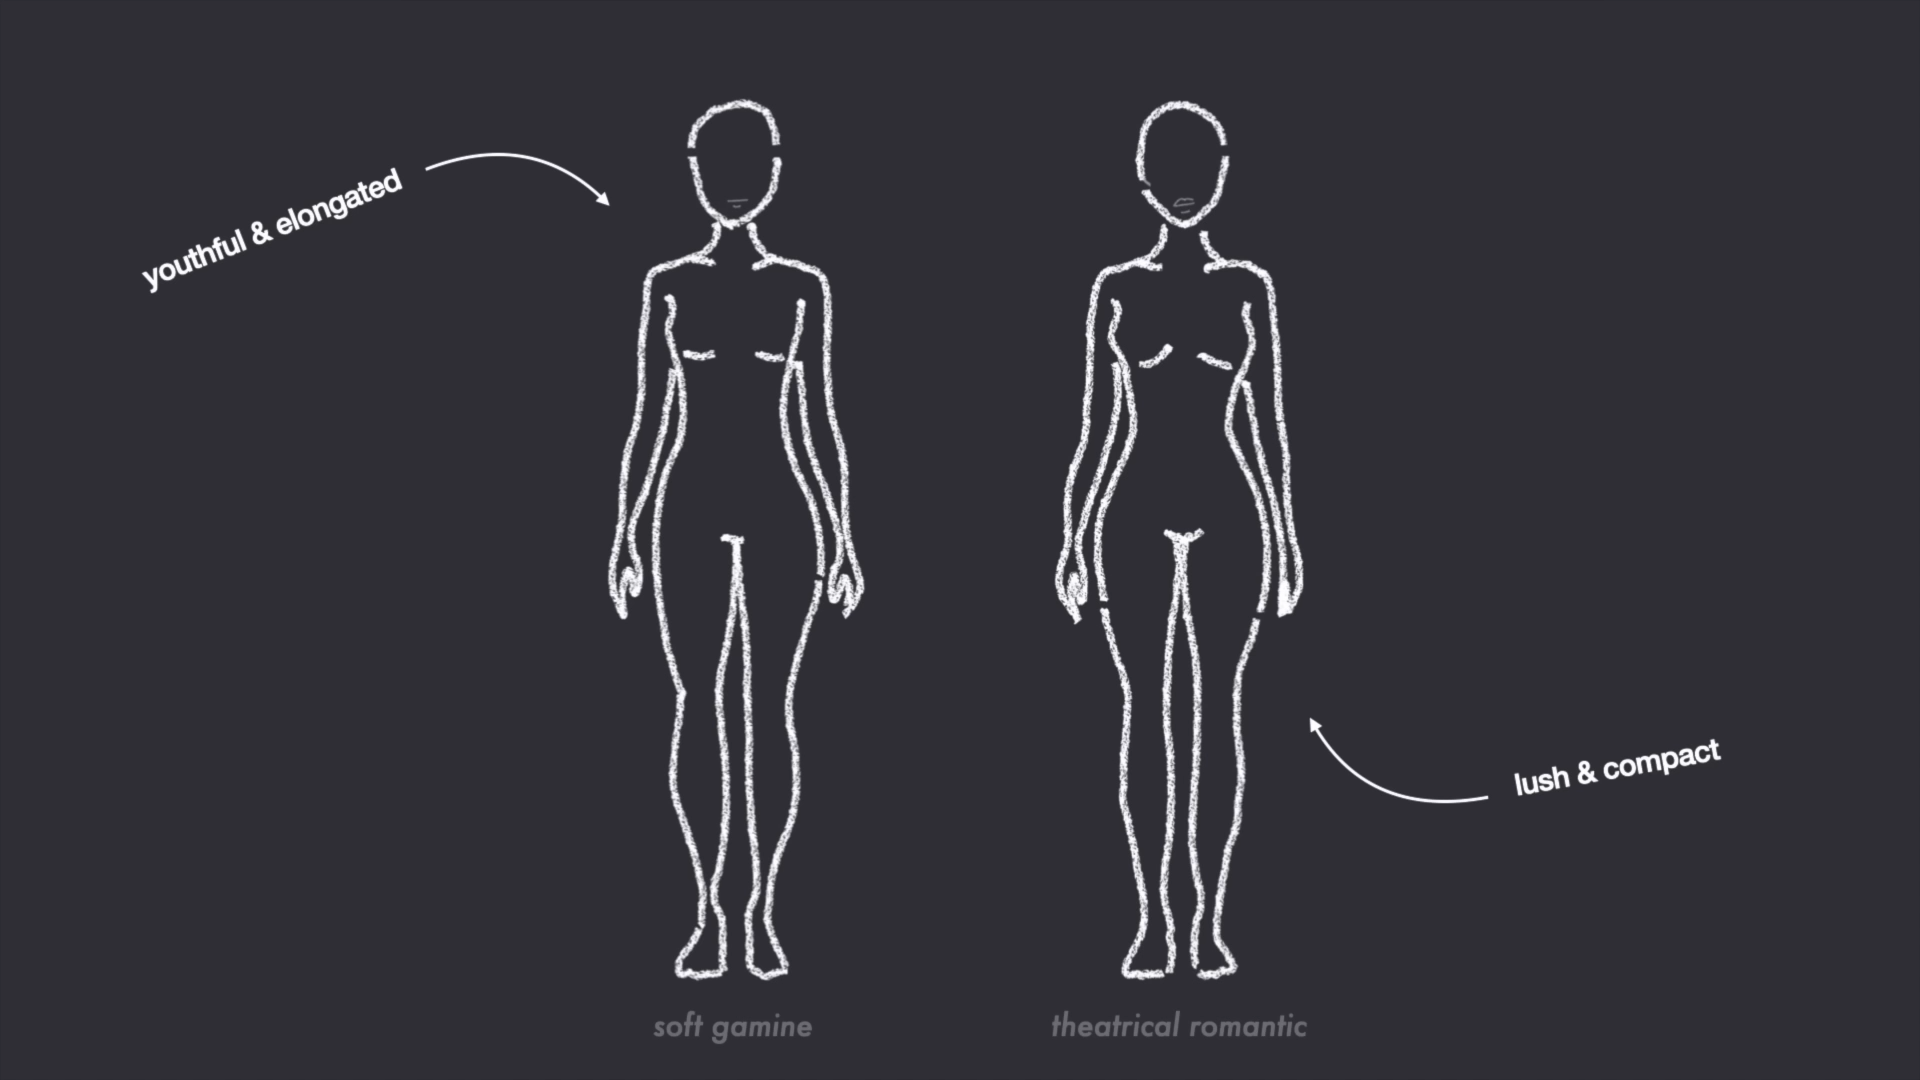 youthful & elongated
lush & compact
soft gamine
theatrical romantic